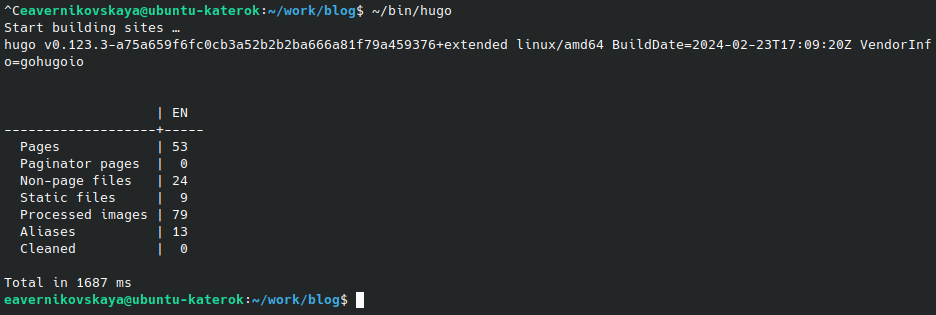 ^Ceavernikovskaya@ubuntu-katerok:~/work/blog$ ~/bin/hugo
Start building sites …
hugo v0.123.3-a75a659f6fc0cb3a52b2b2ba666a81f79a459376+extended linux/amd64 BuildDate=2024-02-23T17:09:20Z VendorInf
o=gohugoio
                   | EN
-------------------+-----
  Pages            | 53
  Paginator pages  |  0
  Non-page files   | 24
  Static files     |  9
  Processed images | 79
  Aliases          | 13
  Cleaned          |  0
Total in 1687 ms
eavernikovskaya@ubuntu-katerok:~/work/blog$